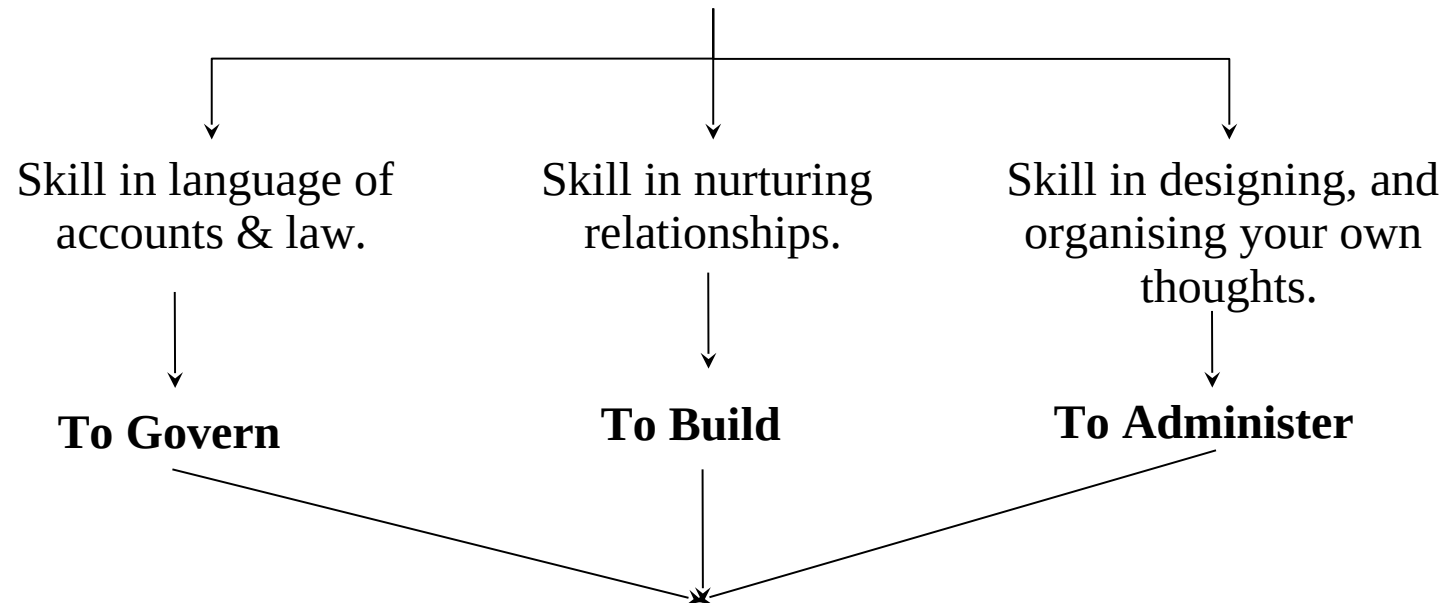 Skill in language of
accounts & law.
Skill in nurturing
relationships.
Skill in designing, and
organising your own
thoughts.
To Govern
To Build
To Administer